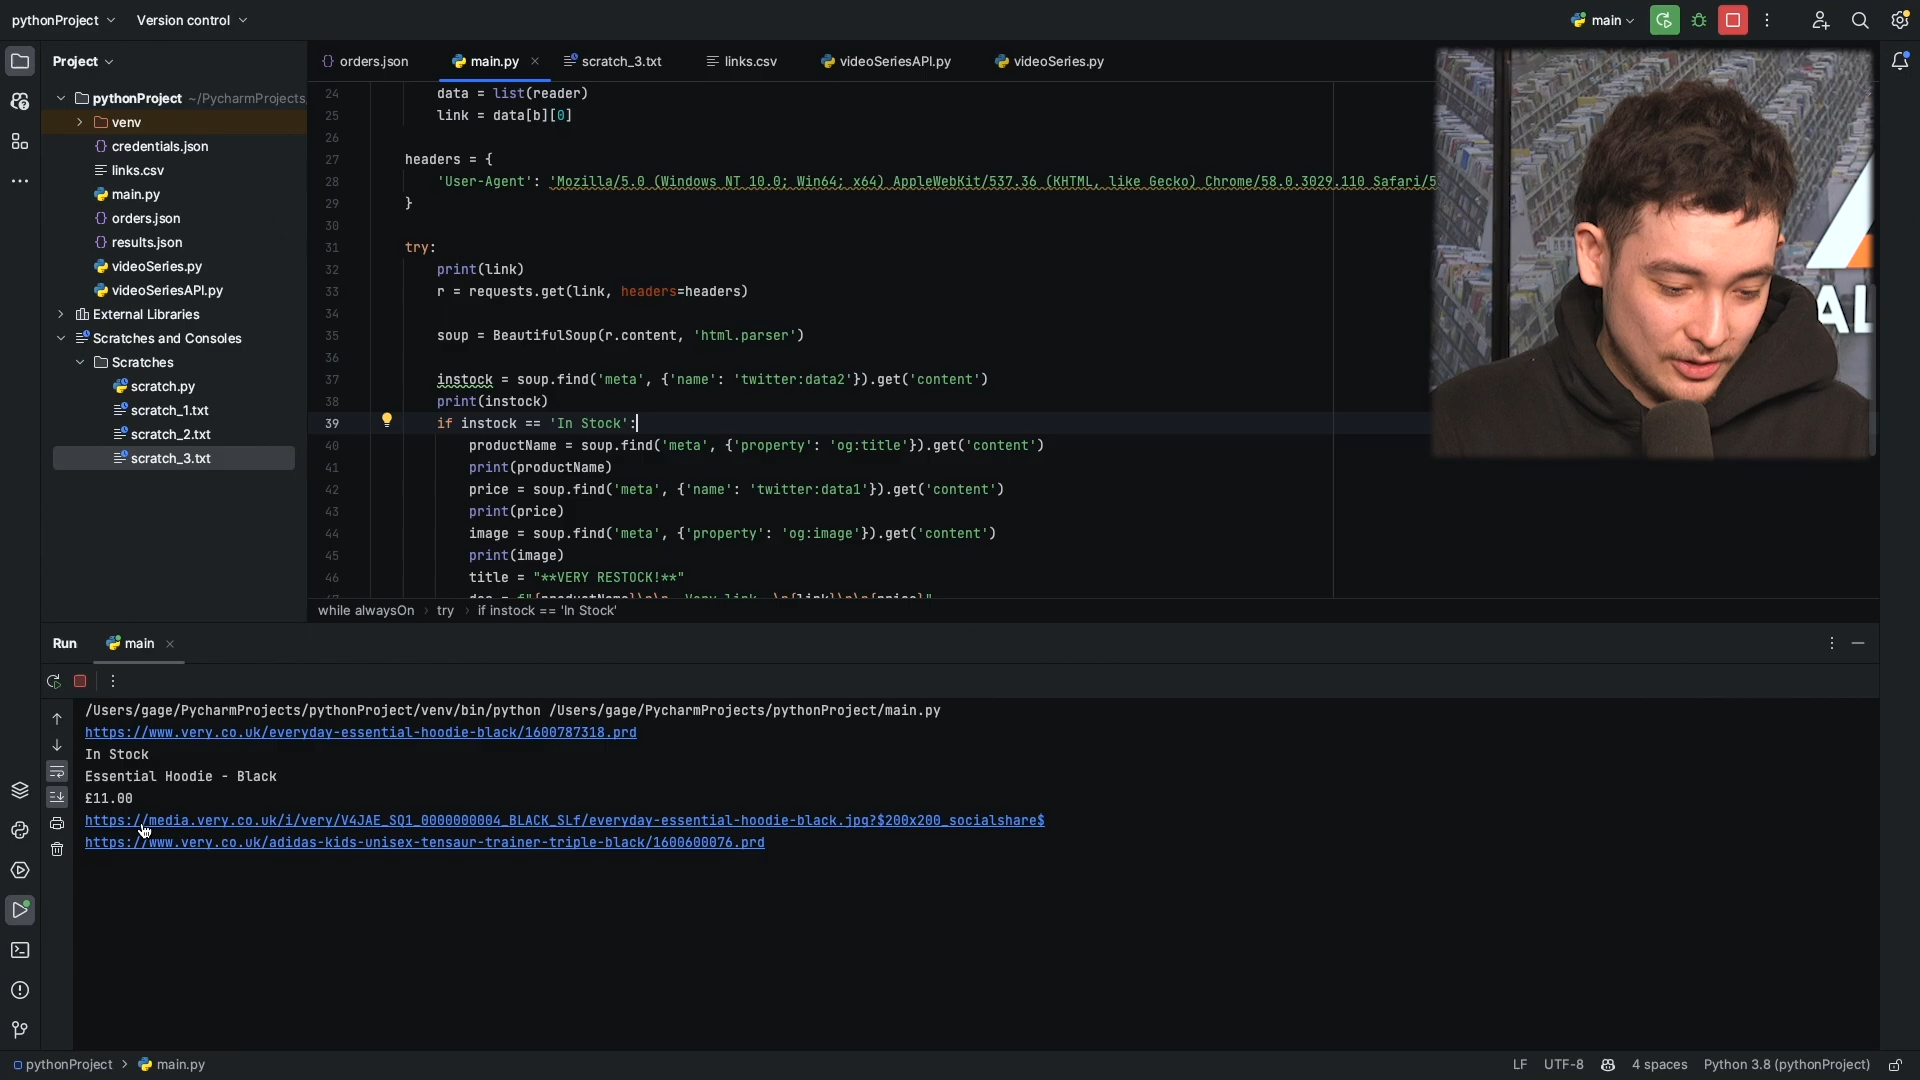 pythonProject
Version control
main
Project
orders.json
main.py
scratch_3.txt
links.csv
videoSeriesAPI.py
videoSeries.py
pythonProject ~/PycharmProjects
venv
credentials.json
links.csv
main.py
orders.json
results.json
videoSeries.py
videoSeriesAPI.py
External Libraries
Scratches and Consoles
Scratches
scratch.py
scratch_1.txt
scratch_2.txt
scratch_3.txt
24 data = list(reader)
25 link = data[b][0]
26
27 headers = {
28 'User-Agent': 'Mozilla/5.0 (Windows NT 10.0; Win64; x64) AppleWebKit/537.36 (KHTML, like Gecko) Chrome/58.0.3029.110 Safari/5
29 }
30
31 try:
32 print(link)
33 r = requests.get(link, headers=headers)
34
35 soup = BeautifulSoup(r.content, 'html.parser')
36
37 instock = soup.find('meta', {'name': 'twitter:data2'}).get('content')
38 print(instock)
39 if instock == 'In Stock':
40 productName = soup.find('meta', {'property': 'og:title'}).get('content')
41 print(productName)
42 price = soup.find('meta', {'name': 'twitter:data1'}).get('content')
43 print(price)
44 image = soup.find('meta', {'property': 'og:image'}).get('content')
45 print(image)
46 title = "**VERY RESTOCK!**"
while alwaysOn › try › if instock == 'In Stock'
AL
Run
main
/Users/gage/PycharmProjects/pythonProject/venv/bin/python /Users/gage/PycharmProjects/pythonProject/main.py
https://www.very.co.uk/everyday-essential-hoodie-black/1600787318.prd
In Stock
Essential Hoodie - Black
£11.00
https://media.very.co.uk/i/very/V4JAE_SQ1_0000000004_BLACK_SLf/everyday-essential-hoodie-black.jpg?$200x200_socialshare$
https://www.very.co.uk/adidas-kids-unisex-tensaur-trainer-triple-black/1600600076.prd
pythonProject › main.py
LF UTF-8 4 spaces Python 3.8 (pythonProject)